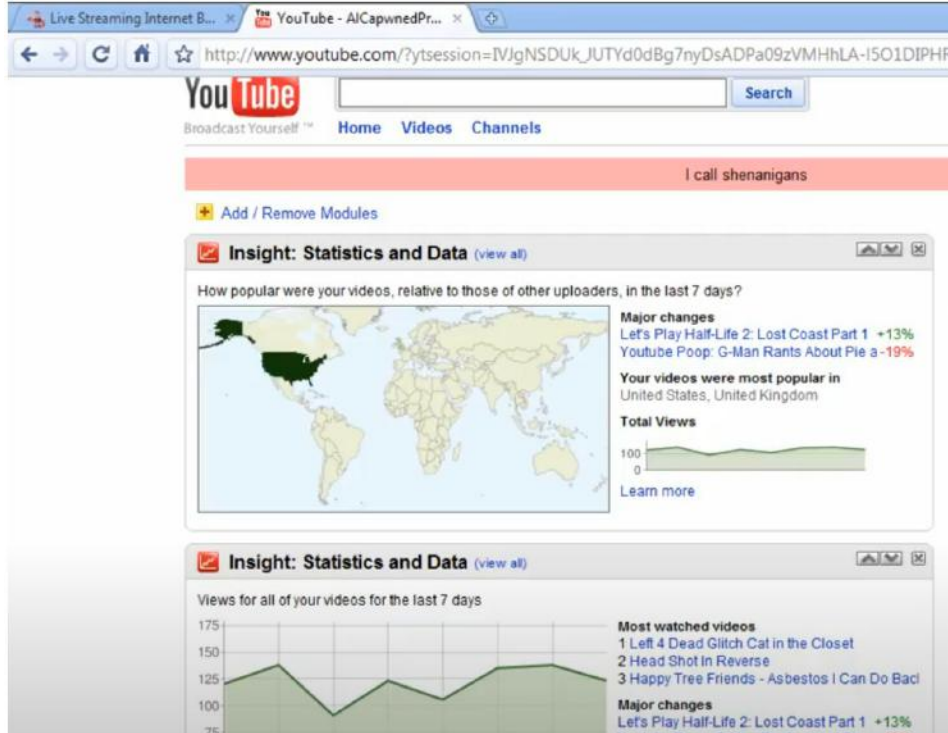 Live Streaming Internet B...
YouTube - AlCapwnedPr...
http://www.youtube.com/?ytsession=
You Tube
Search
Broadcast Yourself ™
Home Videos Channels
I call shenanigans
Add / Remove Modules
Insight: Statistics and Data (view all)
How popular were your videos, relative to those of other uploaders, in the last 7 days?
Major changes
Let's Play Half-Life 2: Lost Coast Part 1 +13%
Youtube Poop: G-Man Rants About Pie a -19%
Your videos were most popular in
United States, United Kingdom
Total Views
100
0
Learn more
Insight: Statistics and Data (view all)
Views for all of your videos for the last 7 days
175
150
125
100
75
Most watched videos
1 Left 4 Dead Glitch Cat in the Closet
2 Head Shot In Reverse
3 Happy Tree Friends - Asbestos I Can Do Bacl
Major changes
Let's Play Half-Life 2: Lost Coast Part 1 +13%